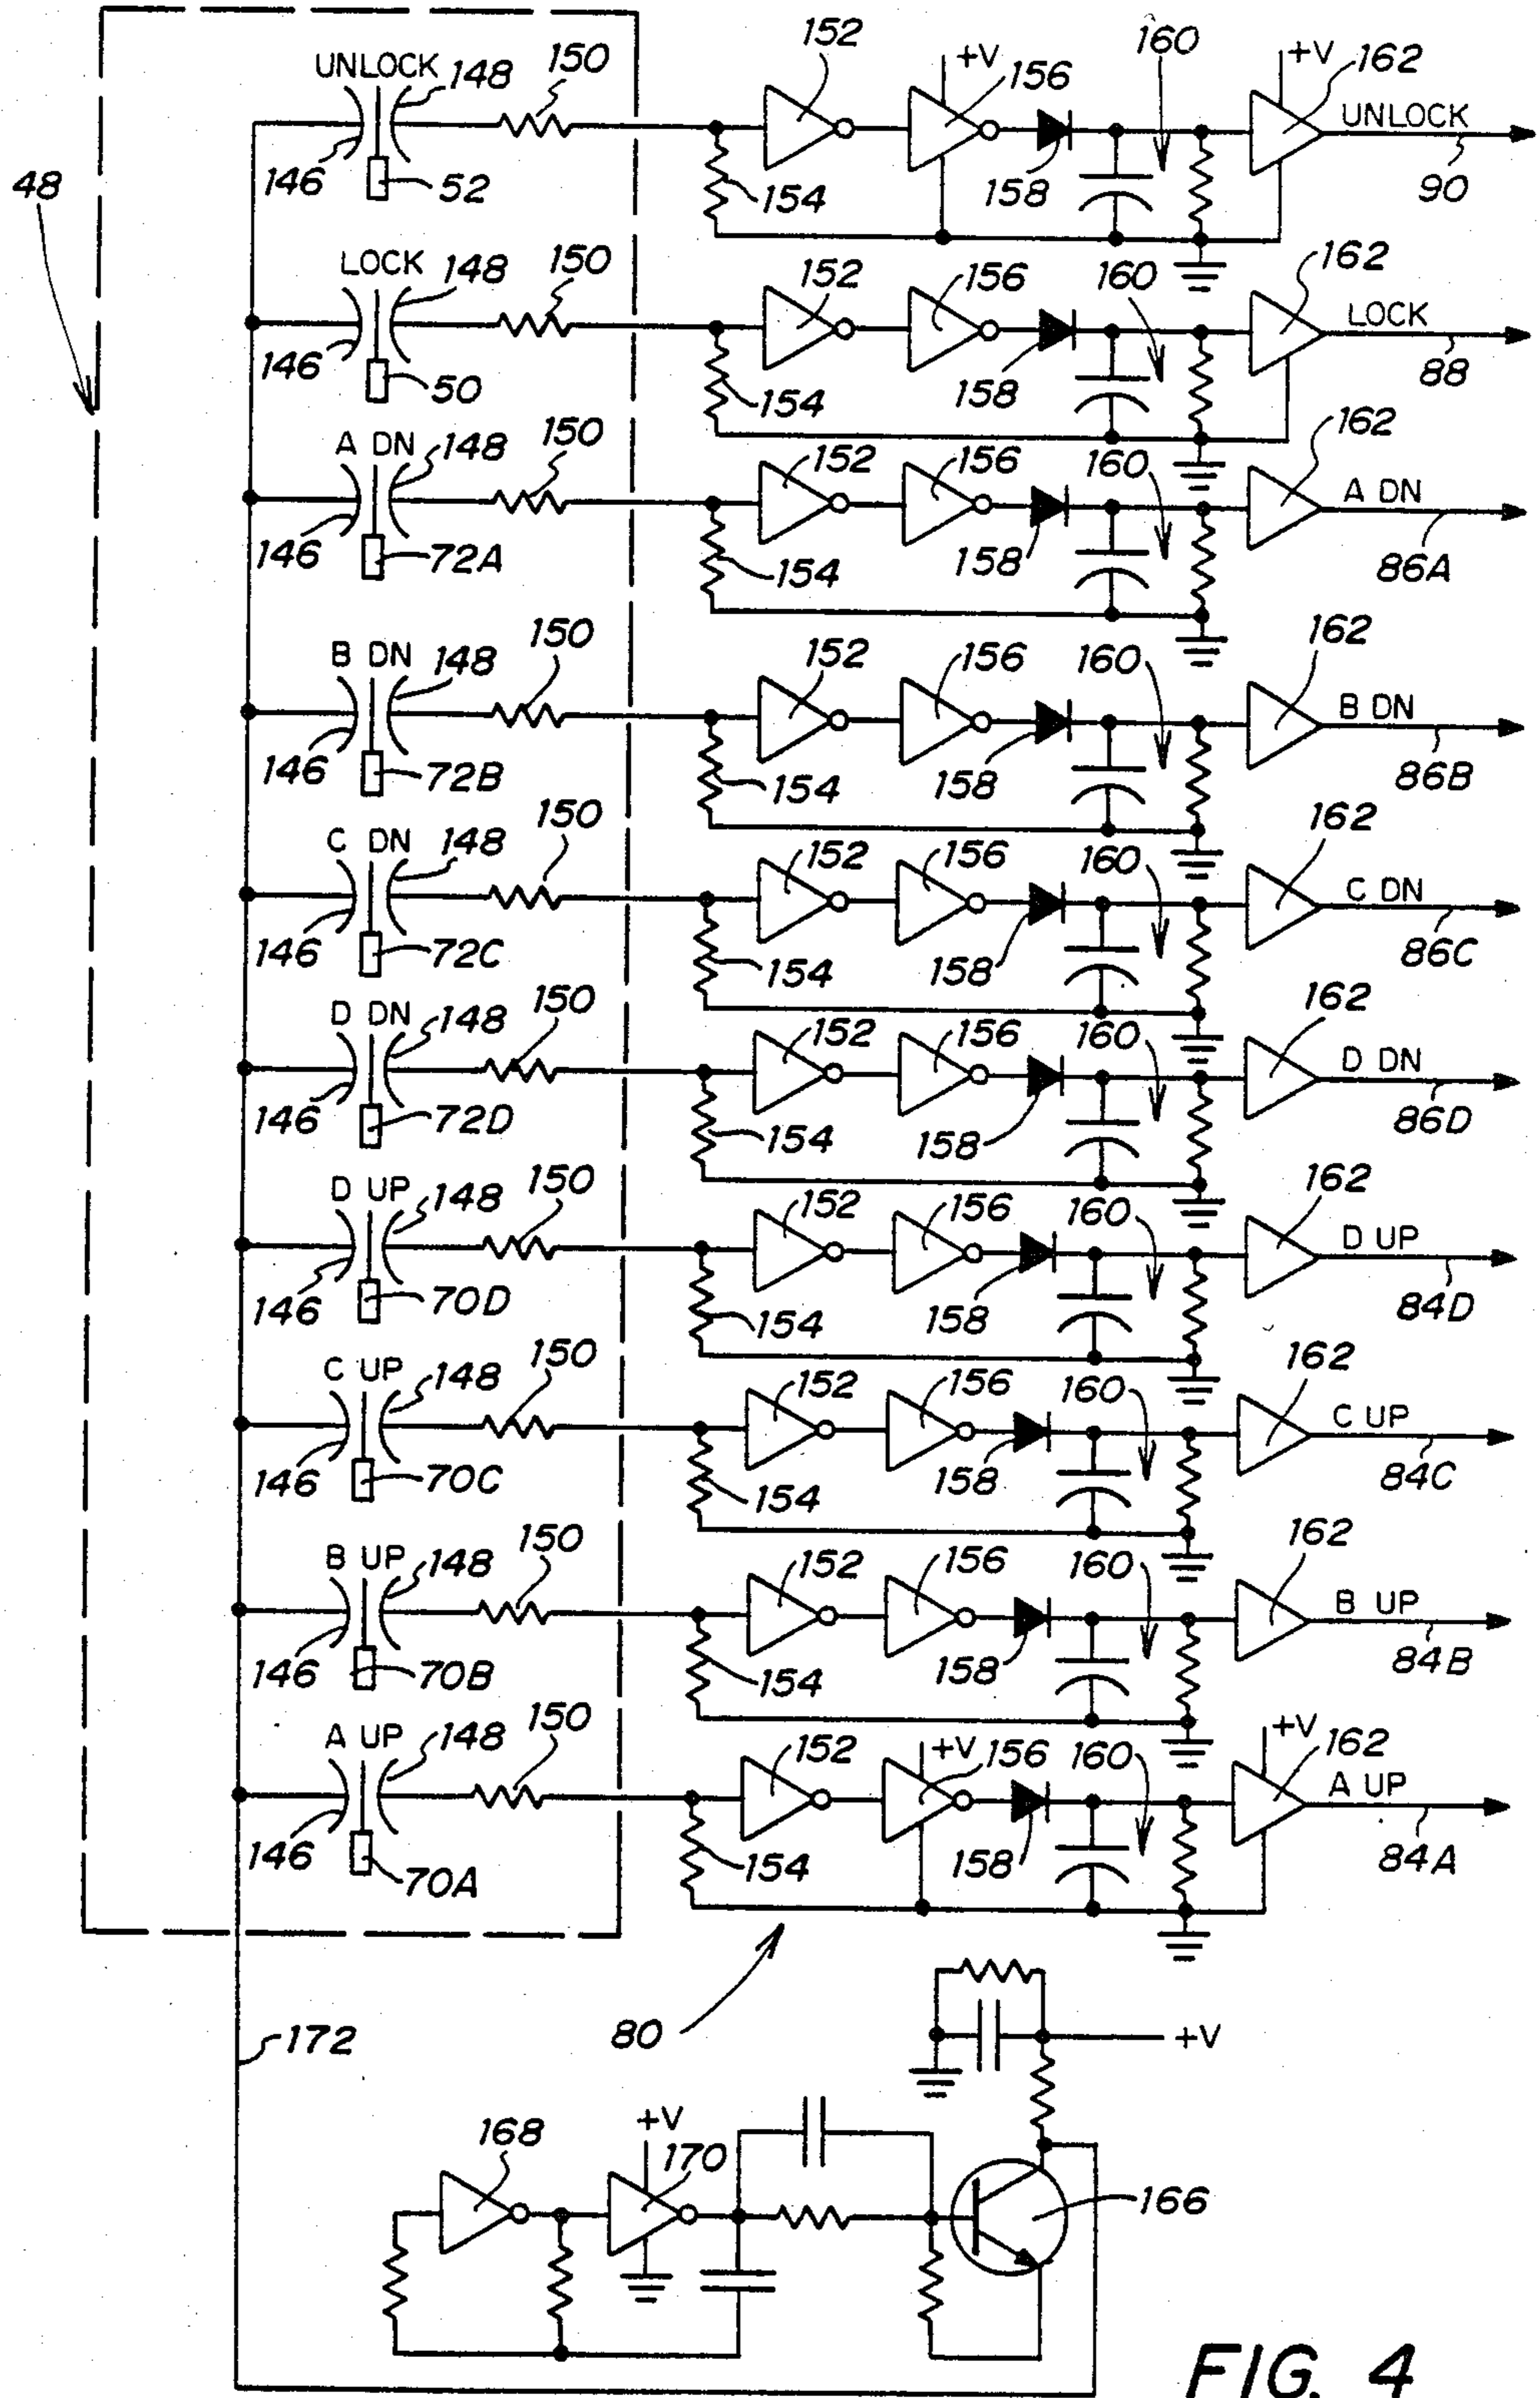 152 +V 160 +V
UNLOCK 148 150 156 162 UNLOCK
48 146 52 154 158 90
LOCK 148 150 152 156 160 162 LOCK
146 50 154 158 88
A DN 148 150 152 156 160 162 A DN
146 72A 154 158 86A
B DN 148 150 152 156 160 162 B DN
146 72B 154 158 86B
C DN 148 150 152 156 160 162 C DN
146 72C 154 158 86C
D DN 148 150 152 156 160 162 D DN
146 72D 154 158 86D
D UP 148 150 152 156 160 162 D UP
146 70D 154 158 84D
C UP 148 150 152 156 160 162 C UP
146 70C 154 158 84C
B UP 148 150 152 156 160 162 B UP
146 70B 154 158 84B
A UP 148 150 152 +V 156 160 +V 162 A UP
146 70A 154 158 84A
172 80 +V
168 +V 170 166
FIG. 4